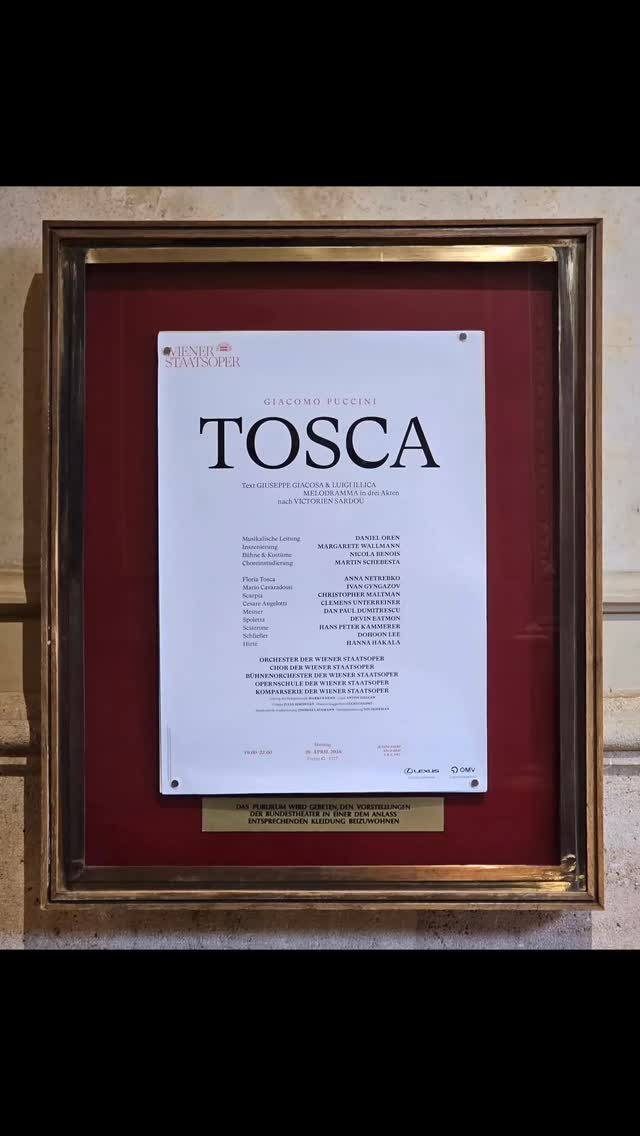 WIENER
STAATSOPER
GIACOMO PUCCINI
TOSCA
Text GIUSEPPE GIACOSA & LUIGI ILLICA
MELODRAMMA in drei Akten
nach VICTORIEN SARDOU
Musikalische Leitung DANIEL OREN
Inszenierung MARGARETE WALLMANN
Bühne & Kostüme NICOLA BENOIS
Choreinstudierung MARTIN SCHEBESTA
Floria Tosca ANNA NETREBKO
Mario Cavaradossi IVAN GYNGAZOV
Scarpia CHRISTOPHER MALTMAN
Cesare Angelotti CLEMENS UNTERREINER
Mesner DAN PAUL DUMITRESCU
Spoletta DEVIN EATMON
Sciarrone HANS PETER KAMMERER
Schließer DOHOON LEE
Hirte HANNA HAKALA
ORCHESTER DER WIENER STAATSOPER
CHOR DER WIENER STAATSOPER
BÜHNENORCHESTER DER WIENER STAATSOPER
OPERNSCHULE DER WIENER STAATSOPER
KOMPARSERIE DER WIENER STAATSOPER
19.00–22.00
APRIL
LEXUS
OMV
DAS PUBLIKUM WIRD GEBETEN, DEN VORSTELLUNGEN
DER BUNDESTHEATER IN EINER DEM ANLASS
ENTSPRECHENDEN KLEIDUNG BEIZUWOHNEN